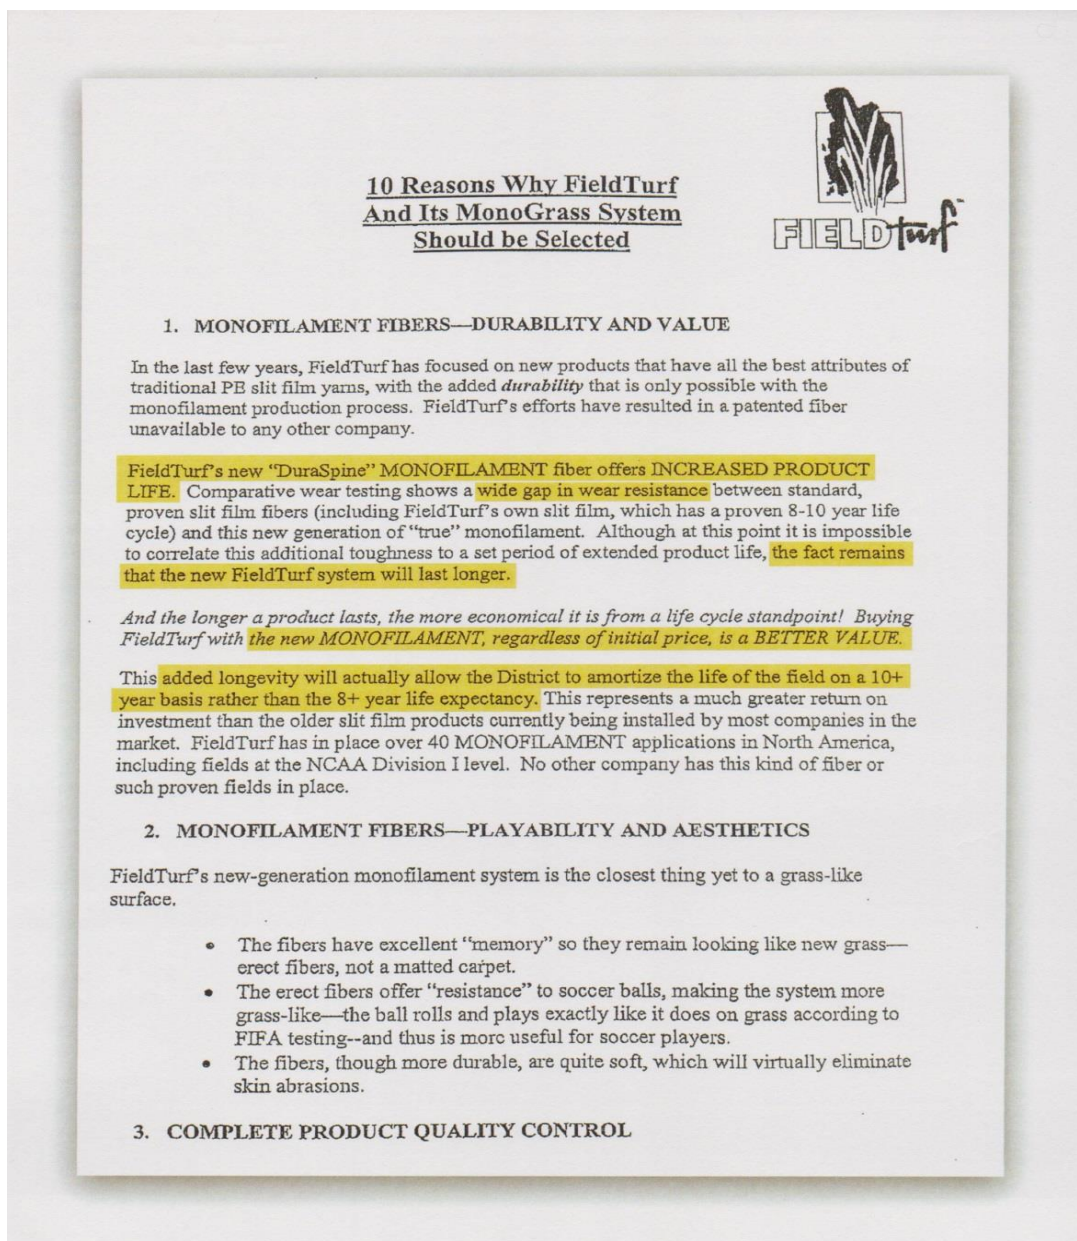 10 Reasons Why FieldTurf
And Its MonoGrass System
Should be Selected
FIELDturf™
1. MONOFILAMENT FIBERS—DURABILITY AND VALUE
In the last few years, FieldTurf has focused on new products that have all the best attributes of
traditional PE slit film yarns, with the added durability that is only possible with the
monofilament production process. FieldTurf's efforts have resulted in a patented fiber
unavailable to any other company.
FieldTurf's new "DuraSpine" MONOFILAMENT fiber offers INCREASED PRODUCT
LIFE. Comparative wear testing shows a wide gap in wear resistance between standard,
proven slit film fibers (including FieldTurf's own slit film, which has a proven 8-10 year life
cycle) and this new generation of "true" monofilament. Although at this point it is impossible
to correlate this additional toughness to a set period of extended product life, the fact remains
that the new FieldTurf system will last longer.
And the longer a product lasts, the more economical it is from a life cycle standpoint! Buying
FieldTurf with the new MONOFILAMENT, regardless of initial price, is a BETTER VALUE.
This added longevity will actually allow the District to amortize the life of the field on a 10+
year basis rather than the 8+ year life expectancy. This represents a much greater return on
investment than the older slit film products currently being installed by most companies in the
market. FieldTurf has in place over 40 MONOFILAMENT applications in North America,
including fields at the NCAA Division I level. No other company has this kind of fiber or
such proven fields in place.
2. MONOFILAMENT FIBERS—PLAYABILITY AND AESTHETICS
FieldTurf's new-generation monofilament system is the closest thing yet to a grass-like
surface.
• The fibers have excellent "memory" so they remain looking like new grass—
erect fibers, not a matted carpet.
• The erect fibers offer "resistance" to soccer balls, making the system more
grass-like—the ball rolls and plays exactly like it does on grass according to
FIFA testing--and thus is more useful for soccer players.
• The fibers, though more durable, are quite soft, which will virtually eliminate
skin abrasions.
3. COMPLETE PRODUCT QUALITY CONTROL